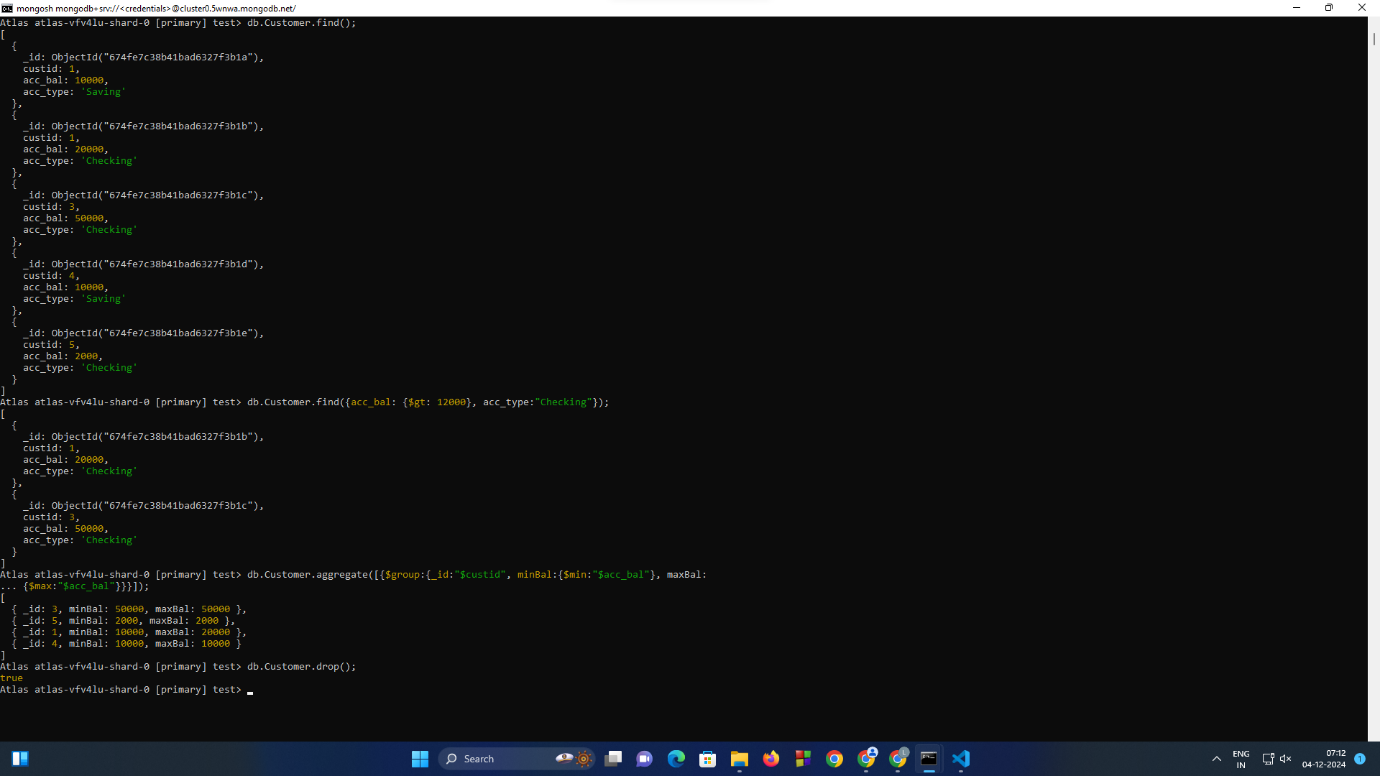 mongosh mongodb+srv://<credentials>@cluster0.5wnwa.mongodb.net/
Atlas atlas-vfv4lu-shard-0 [primary] test> db.Customer.find();
[
  {
    _id: ObjectId("674fe7c38b41bad6327f3b1a"),
    custid: 1,
    acc_bal: 10000,
    acc_type: 'Saving'
  },
  {
    _id: ObjectId("674fe7c38b41bad6327f3b1b"),
    custid: 1,
    acc_bal: 20000,
    acc_type: 'Checking'
  },
  {
    _id: ObjectId("674fe7c38b41bad6327f3b1c"),
    custid: 3,
    acc_bal: 50000,
    acc_type: 'Checking'
  },
  {
    _id: ObjectId("674fe7c38b41bad6327f3b1d"),
    custid: 4,
    acc_bal: 10000,
    acc_type: 'Saving'
  },
  {
    _id: ObjectId("674fe7c38b41bad6327f3b1e"),
    custid: 5,
    acc_bal: 2000,
    acc_type: 'Checking'
  }
]
Atlas atlas-vfv4lu-shard-0 [primary] test> db.Customer.find({acc_bal: {$gt: 12000}, acc_type:"Checking"});
[
  {
    _id: ObjectId("674fe7c38b41bad6327f3b1b"),
    custid: 1,
    acc_bal: 20000,
    acc_type: 'Checking'
  },
  {
    _id: ObjectId("674fe7c38b41bad6327f3b1c"),
    custid: 3,
    acc_bal: 50000,
    acc_type: 'Checking'
  }
]
Atlas atlas-vfv4lu-shard-0 [primary] test> db.Customer.aggregate([{$group:{_id:"$custid", minBal:{$min:"$acc_bal"}, maxBal:
... {$max:"$acc_bal"}}}]);
[
  { _id: 3, minBal: 50000, maxBal: 50000 },
  { _id: 5, minBal: 2000, maxBal: 2000 },
  { _id: 1, minBal: 10000, maxBal: 20000 },
  { _id: 4, minBal: 10000, maxBal: 10000 }
]
Atlas atlas-vfv4lu-shard-0 [primary] test> db.Customer.drop();
true
Atlas atlas-vfv4lu-shard-0 [primary] test>
Search
ENG
IN
07:12
04-12-2024
1